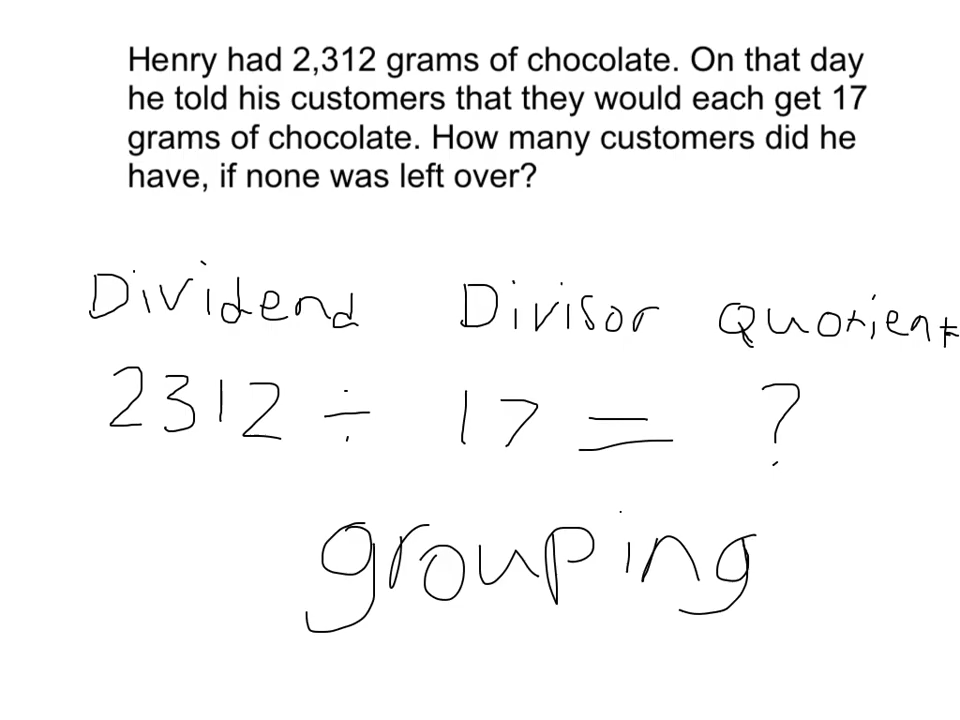 Henry had 2,312 grams of chocolate. On that day
he told his customers that they would each get 17
grams of chocolate. How many customers did he
have, if none was left over?
Dividend Divisor Quotient
2312 ÷ 17 = ?
grouping